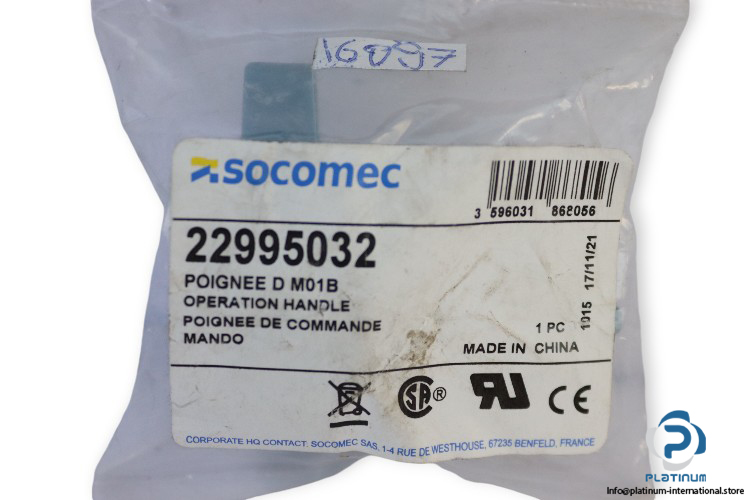 16097
socomec
3 596031 868056
22995032
POIGNEE D M01B
OPERATION HANDLE
POIGNEE DE COMMANDE
MANDO
1 PC
MADE IN CHINA
1015 17/11/21
SA ®
RU
CE
CORPORATE HQ CONTACT: SOCOMEC SAS, 1-4 RUE DE WESTHOUSE, 67235 BENFELD, FRANCE
PLATINUM
Info@platinum-international.store